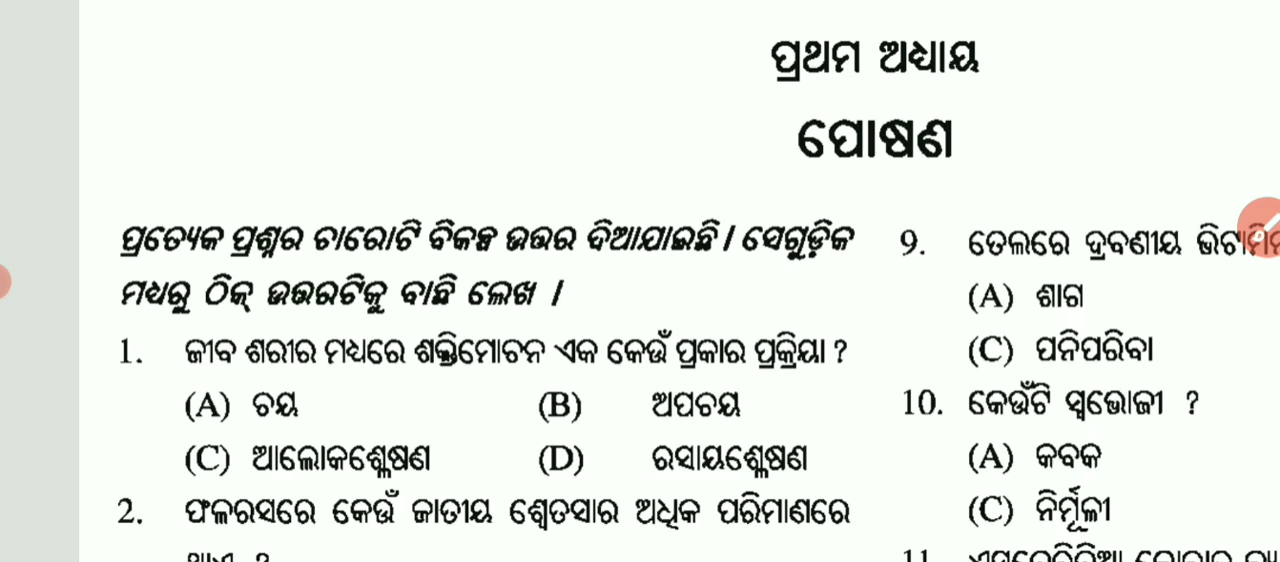 ପ୍ରଥମ ଅଧ୍ୟାୟ
ପୋଷଣ
ପ୍ରତ୍ୟେକ ପ୍ରଶ୍ନର ଚାରୋଟି ବିକଳ୍ପ ଉତ୍ତର ଦିଆଯାଇଛି । ସେଗୁଡ଼ିକ
ମଧ୍ୟରୁ ଠିକ୍ ଉତ୍ତରଟିକୁ ବାଛି ଲେଖ ।
1. ଜୀବ ଶରୀର ମଧ୍ୟରେ ଶକ୍ତିମୋଚନ ଏକ କେଉଁ ପ୍ରକାର ପ୍ରକ୍ରିୟା ?
(A) ଚୟ (B) ଅପଚୟ
(C) ଆଲୋକଶ୍ଳେଷଣ (D) ରସାୟଶ୍ଳେଷଣ
2. ଫଳରସରେ କେଉଁ ଜାତୀୟ ଶ୍ଵେତସାର ଅଧିକ ପରିମାଣରେ
9. ତେଲରେ ଦ୍ରବଣୀୟ
(A) ଶାଗ
(C) ପନିପରିବା
10. କେଉଁଟି ସ୍ଵଭୋଜୀ ?
(A) କବକ
(C) ନିର୍ମୂଳୀ
11.